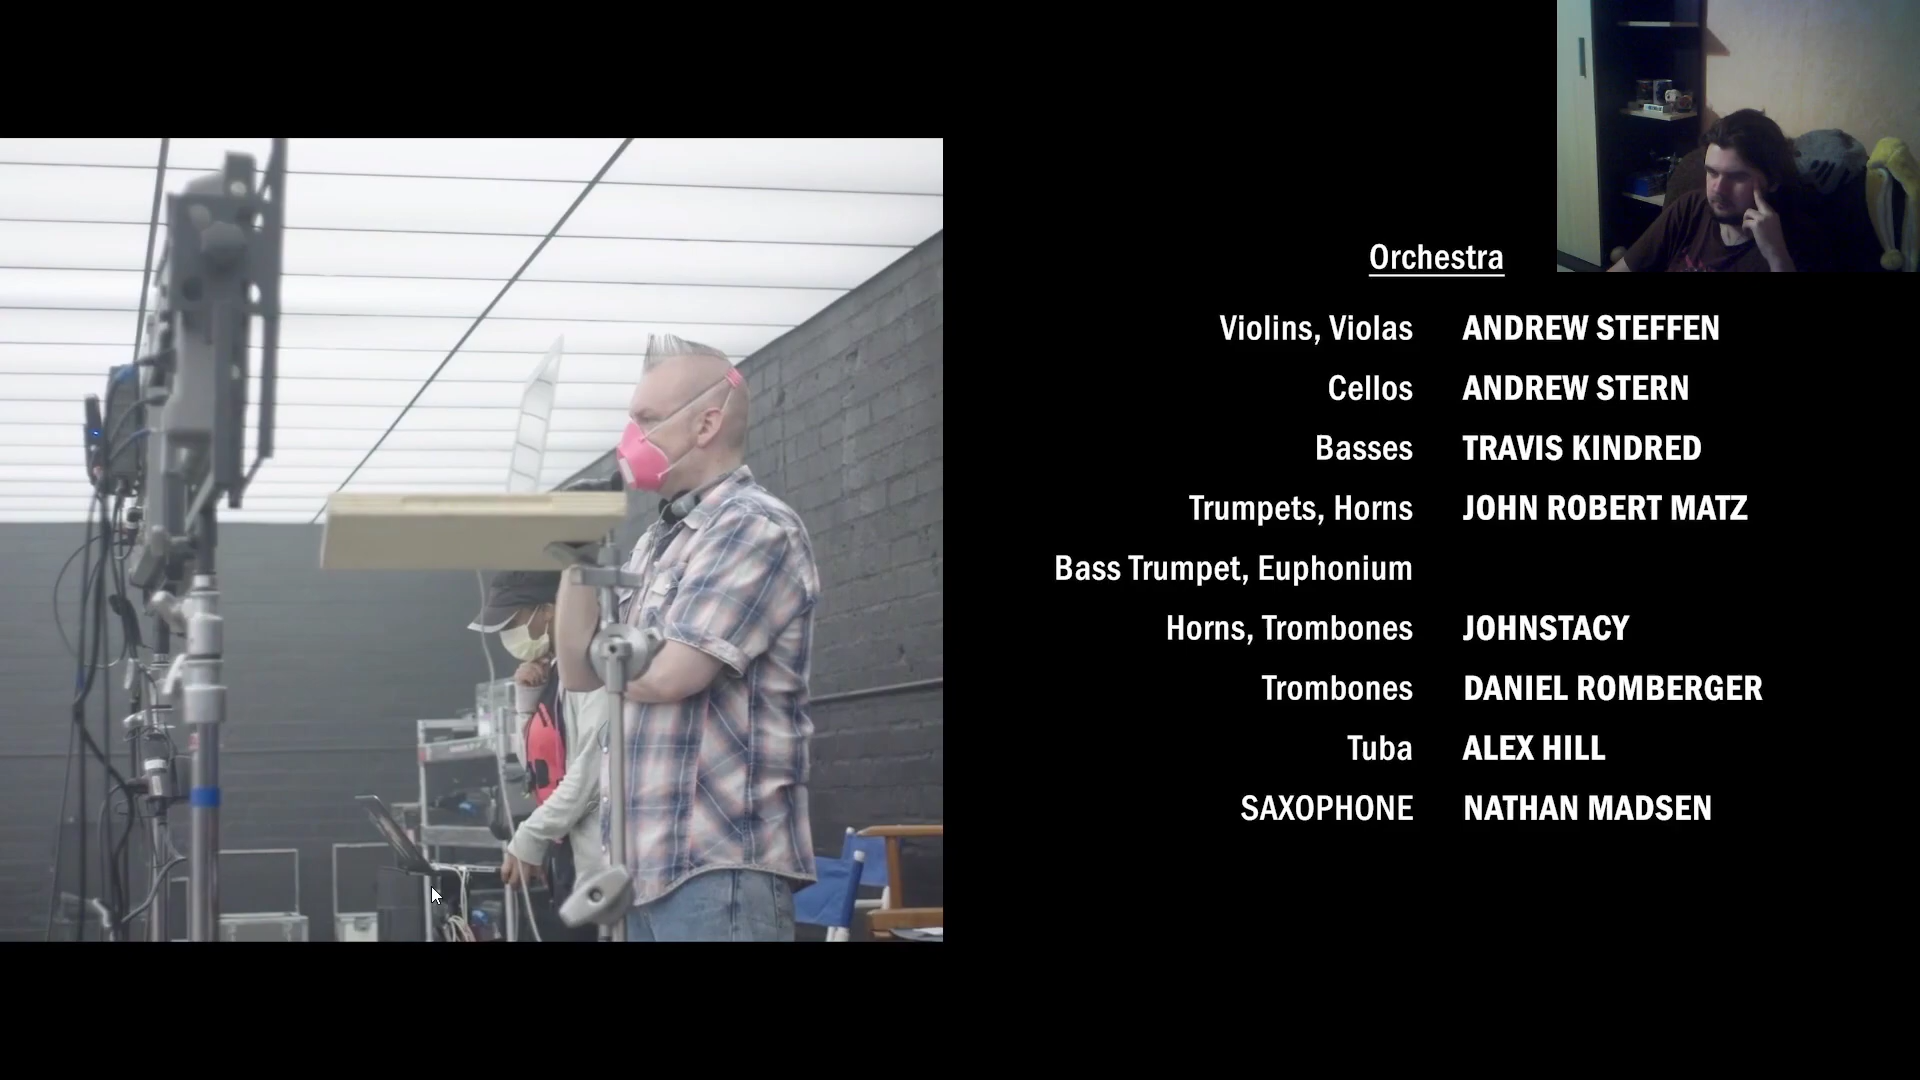 Orchestra
Violins, Violas ANDREW STEFFEN
Cellos ANDREW STERN
Basses TRAVIS KINDRED
Trumpets, Horns JOHN ROBERT MATZ
Bass Trumpet, Euphonium
Horns, Trombones JOHNSTACY
Trombones DANIEL ROMBERGER
Tuba ALEX HILL
SAXOPHONE NATHAN MADSEN